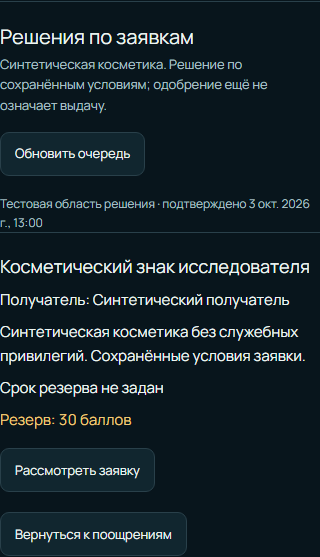 Решения по заявкам
Синтетическая косметика. Решение по
сохранённым условиям; одобрение ещё не
означает выдачу.
Обновить очередь
Тестовая область решения · подтверждено 3 окт. 2026
г., 13:00
Косметический знак исследователя
Получатель: Синтетический получатель
Синтетическая косметика без служебных
привилегий. Сохранённые условия заявки.
Срок резерва не задан
Резерв: 30 баллов
Рассмотреть заявку
Вернуться к поощрениям